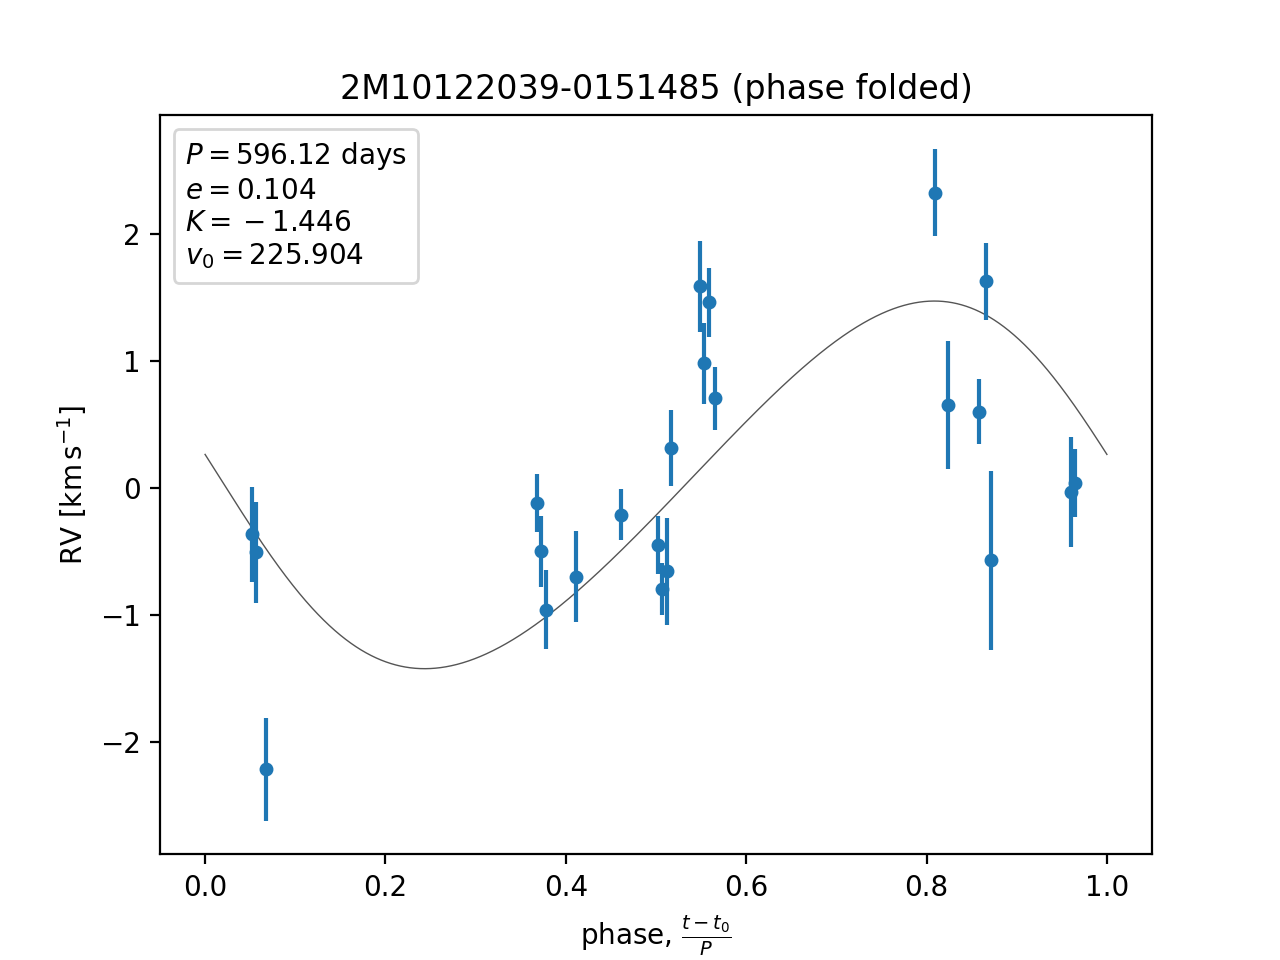 2M10122039-0151485 (phase folded)
P = 596.12 days
e = 0.104
K = −1.446
v₀ = 225.904
RV [km s⁻¹]
2
1
0
−1
−2
0.0 0.2 0.4 0.6 0.8 1.0
phase, (t − t₀)/P